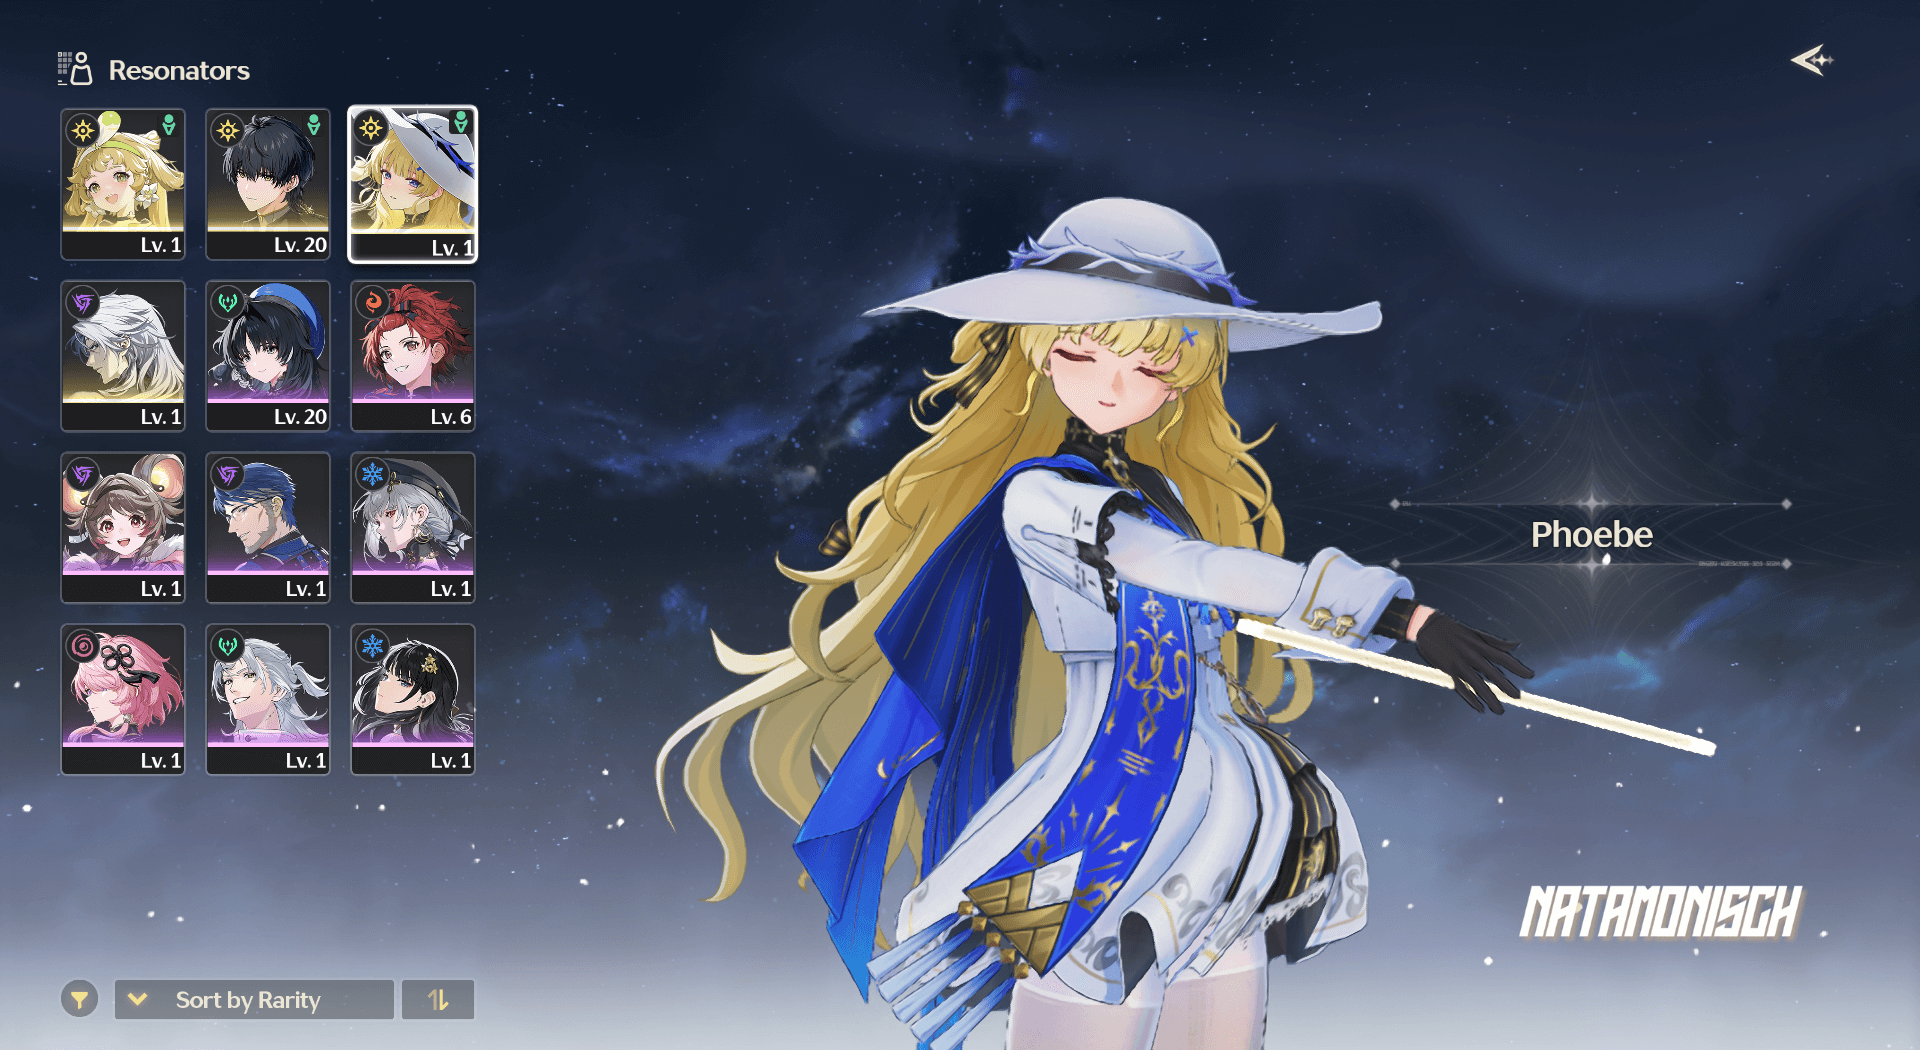 Resonators
Lv. 1
Lv. 20
Lv. 1
Lv. 1
Lv. 20
Lv. 6
Lv. 1
Lv. 1
Lv. 1
Lv. 1
Lv. 1
Lv. 1
Phoebe
NATAMONISCH
Sort by Rarity